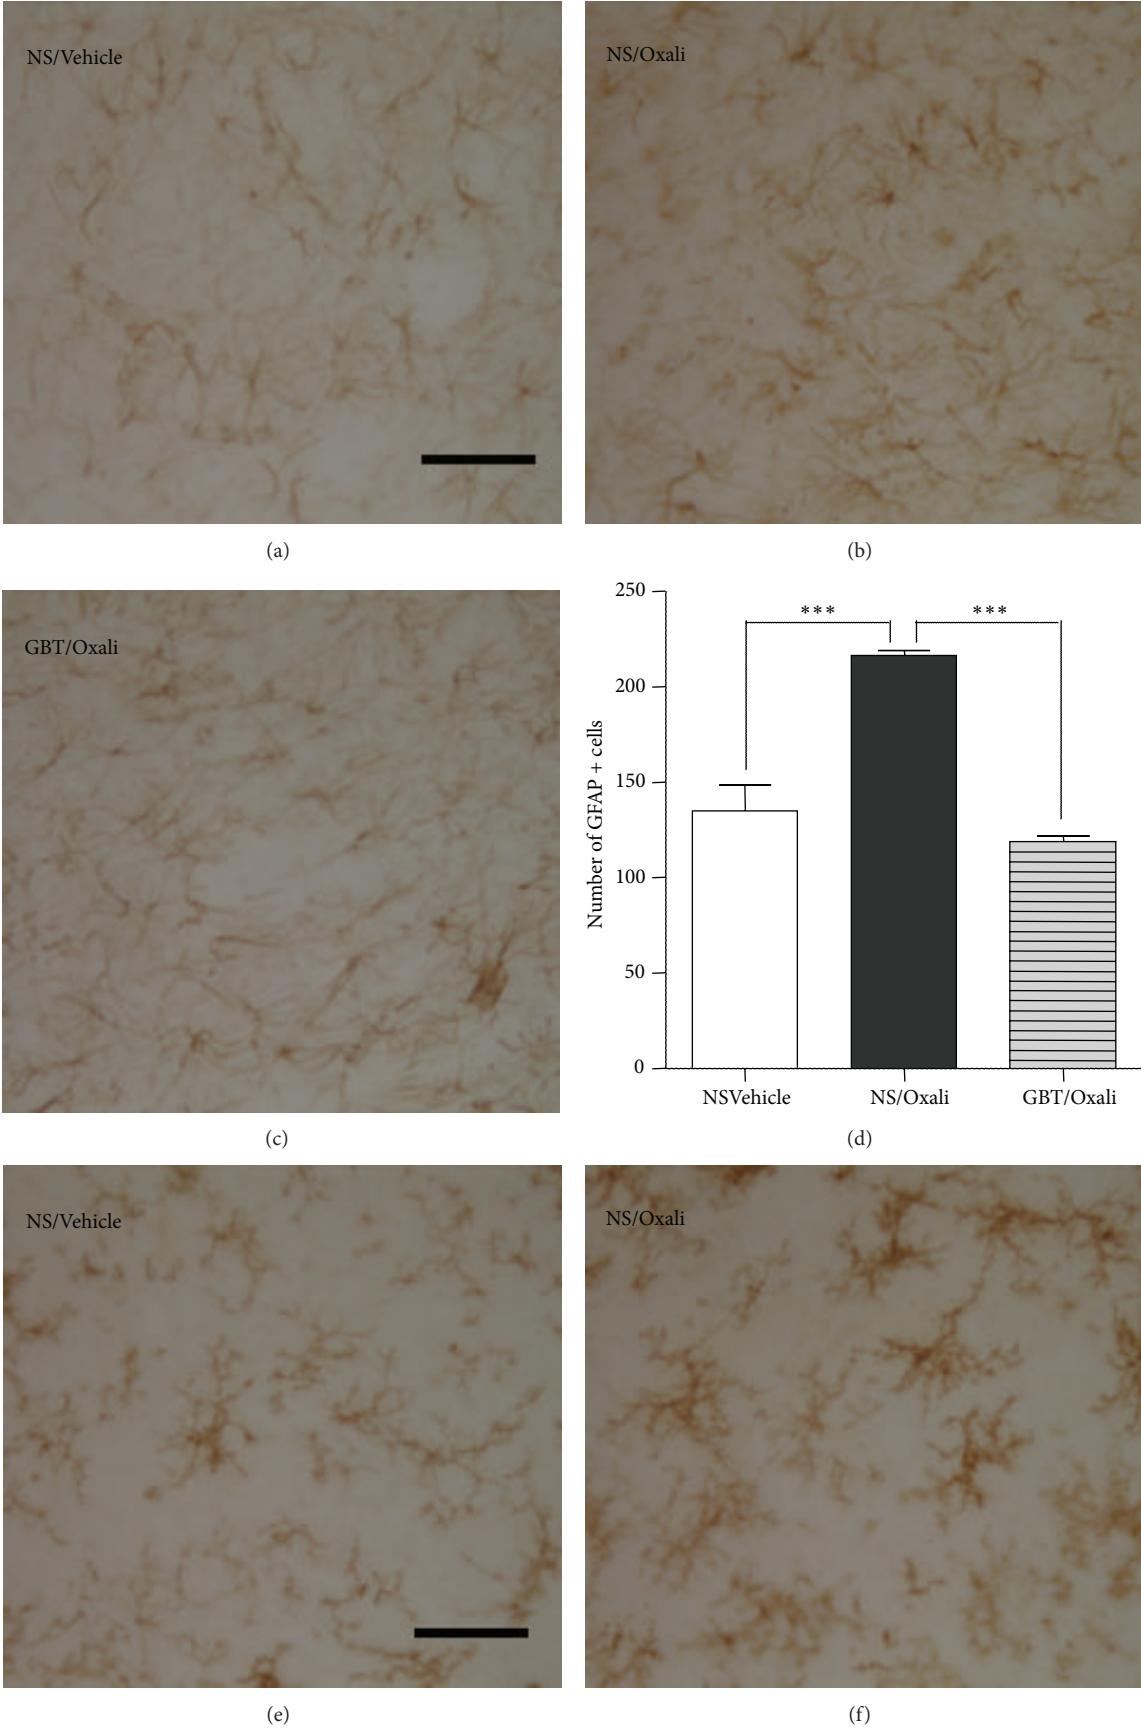 NS/Vehicle
NS/Oxali
(a)
(b)
GBT/Oxali
(c)
Number of GFAP + cells
250
200
150
100
50
0
***
***
NSVehicle
NS/Oxali
GBT/Oxali
(d)
NS/Vehicle
NS/Oxali
(e)
(f)